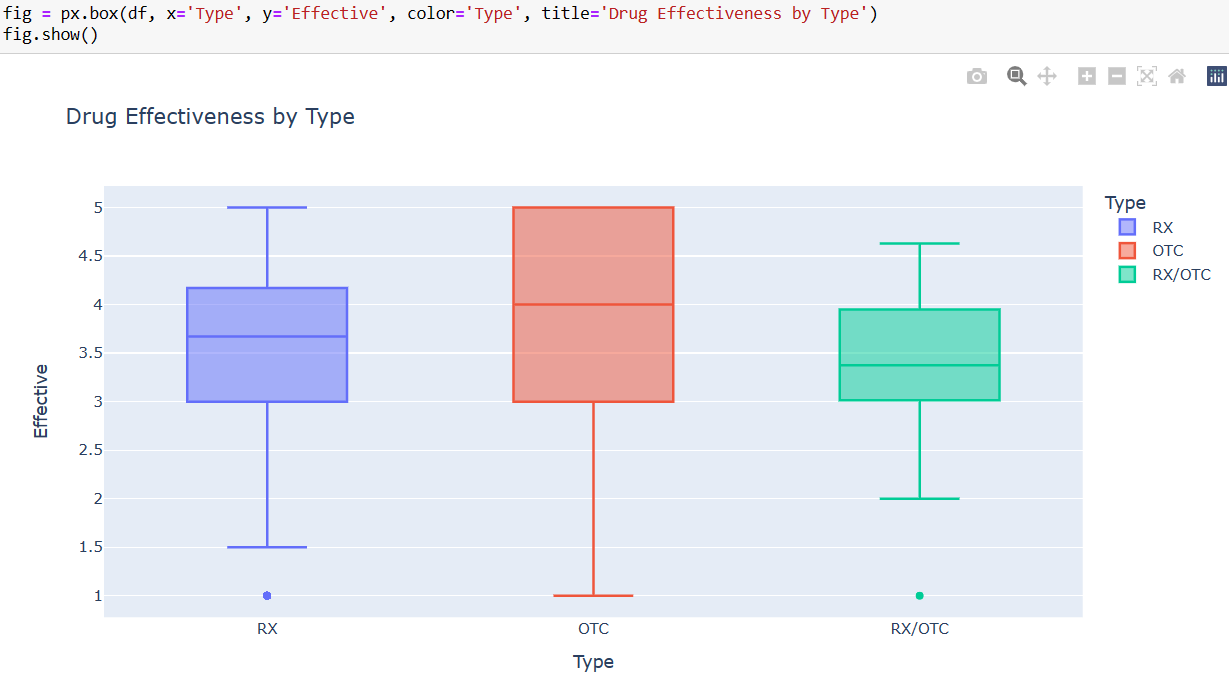 fig = px.box(df, x='Type', y='Effective', color='Type', title='Drug Effectiveness by Type')
fig.show()
Drug Effectiveness by Type
Type
RX
OTC
RX/OTC
5
4.5
4
3.5
3
2.5
2
1.5
1
Effective
RX
OTC
RX/OTC
Type